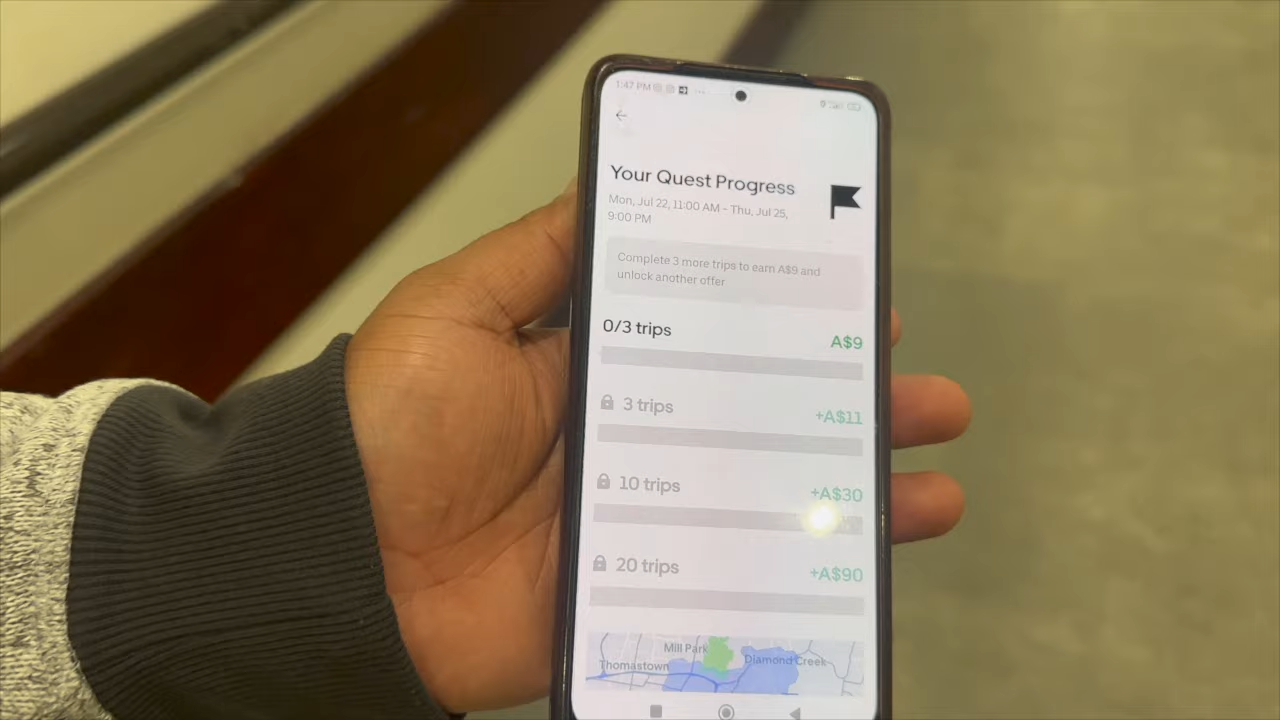 1:47 PM
Your Quest Progress
Mon, Jul 22, 11:00 AM - Thu, Jul 25,
9:00 PM
Complete 3 more trips to earn A$9 and
unlock another offer
0/3 trips A$9
3 trips +A$11
10 trips +A$30
20 trips +A$90
Mill Park
Thomastown Diamond Creek